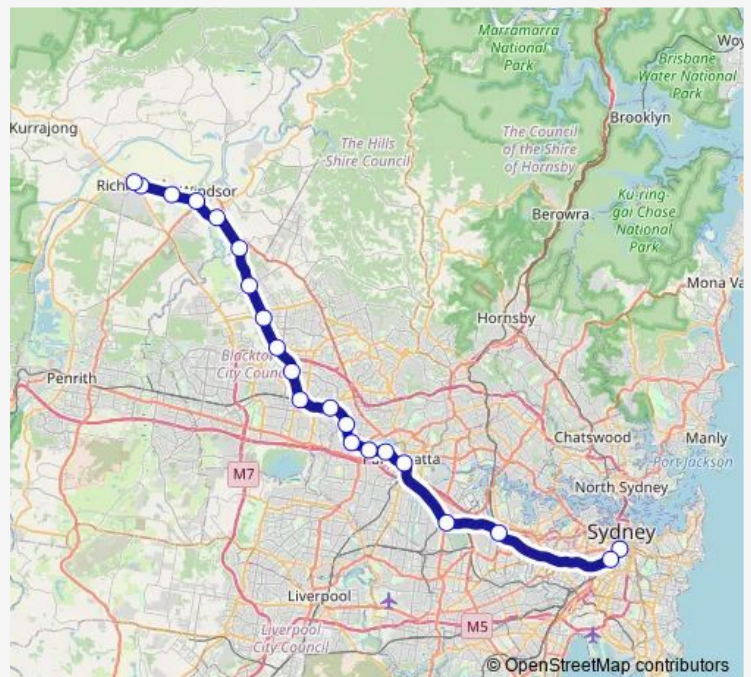 Marramarra
National
Park
Woy
Brisbane
Water National
Park
Kurrajong
Brooklyn
The Hills
Shire Council
The Council
of the Shire
of Hornsby
Ku-ring-
gai Chase
National
Park
Berowra
Mona Va
Hornsby
Penrith
City
Chatswood
Manly
Port Jackson
M7
North Sydney
Sydney
Liverpool
Liverpool
City Council
M5
© OpenStreetMap contributors